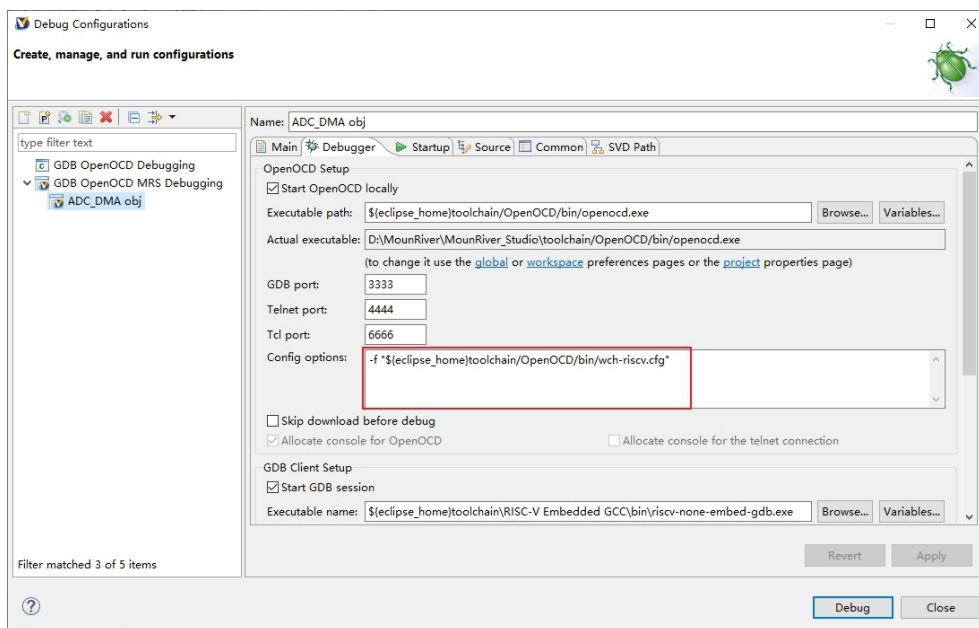 Debug Configurations
Create, manage, and run configurations
type filter text
GDB OpenOCD Debugging
GDB OpenOCD MRS Debugging
ADC_DMA obj
Filter matched 3 of 5 items
Name: ADC_DMA obj
Main Debugger Startup Source Common SVD Path
OpenOCD Setup
Start OpenOCD locally
Executable path: ${eclipse_home}toolchain/OpenOCD/bin/openocd.exe Browse... Variables...
Actual executable: D:\MounRiver\MounRiver_Studio\toolchain/OpenOCD/bin/openocd.exe
(to change it use the global or workspace preferences pages or the project properties page)
GDB port: 3333
Telnet port: 4444
Tcl port: 6666
Config options: -f "${eclipse_home}toolchain/OpenOCD/bin/wch-riscv.cfg"
Skip download before debug
Allocate console for OpenOCD Allocate console for the telnet connection
GDB Client Setup
Start GDB session
Executable name: ${eclipse_home}toolchain\RISC-V Embedded GCC\bin\riscv-none-embed-gdb.exe Browse... Variables...
Revert Apply
? Debug Close